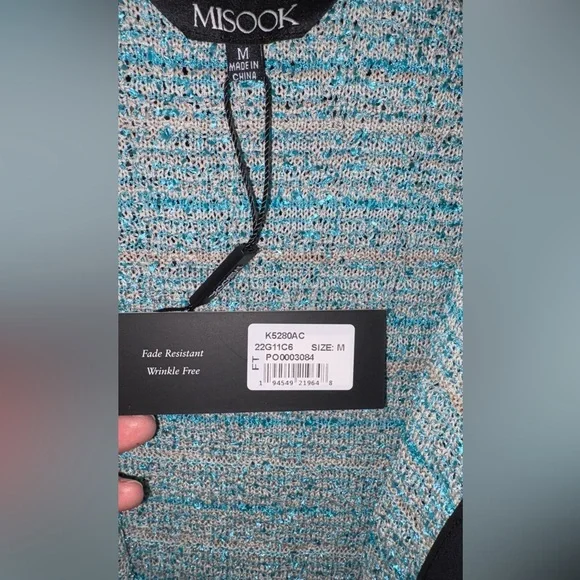 MISOOK
M
MADE IN
CHINA
Fade Resistant
Wrinkle Free
K5280AC
22G11C6 SIZE: M
FT PO0003084
1 94549 21964 8